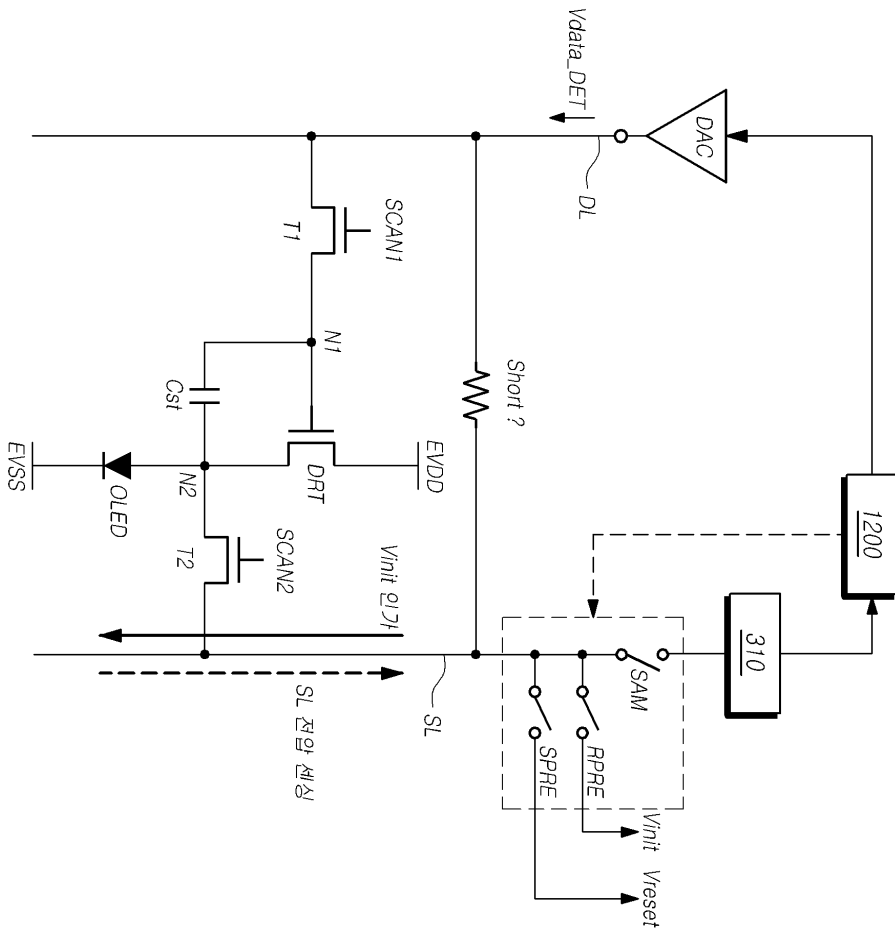 1200
310
DAC
Vdata_DET
DL
SAM
RPRE
SPRE
Vinit
Vreset
Short ?
SL
SCAN1
T1
N1
Cst
DRT
EVDD
N2
OLED
EVSS
T2
SCAN2
Vinit 인가
SL 전압 센싱